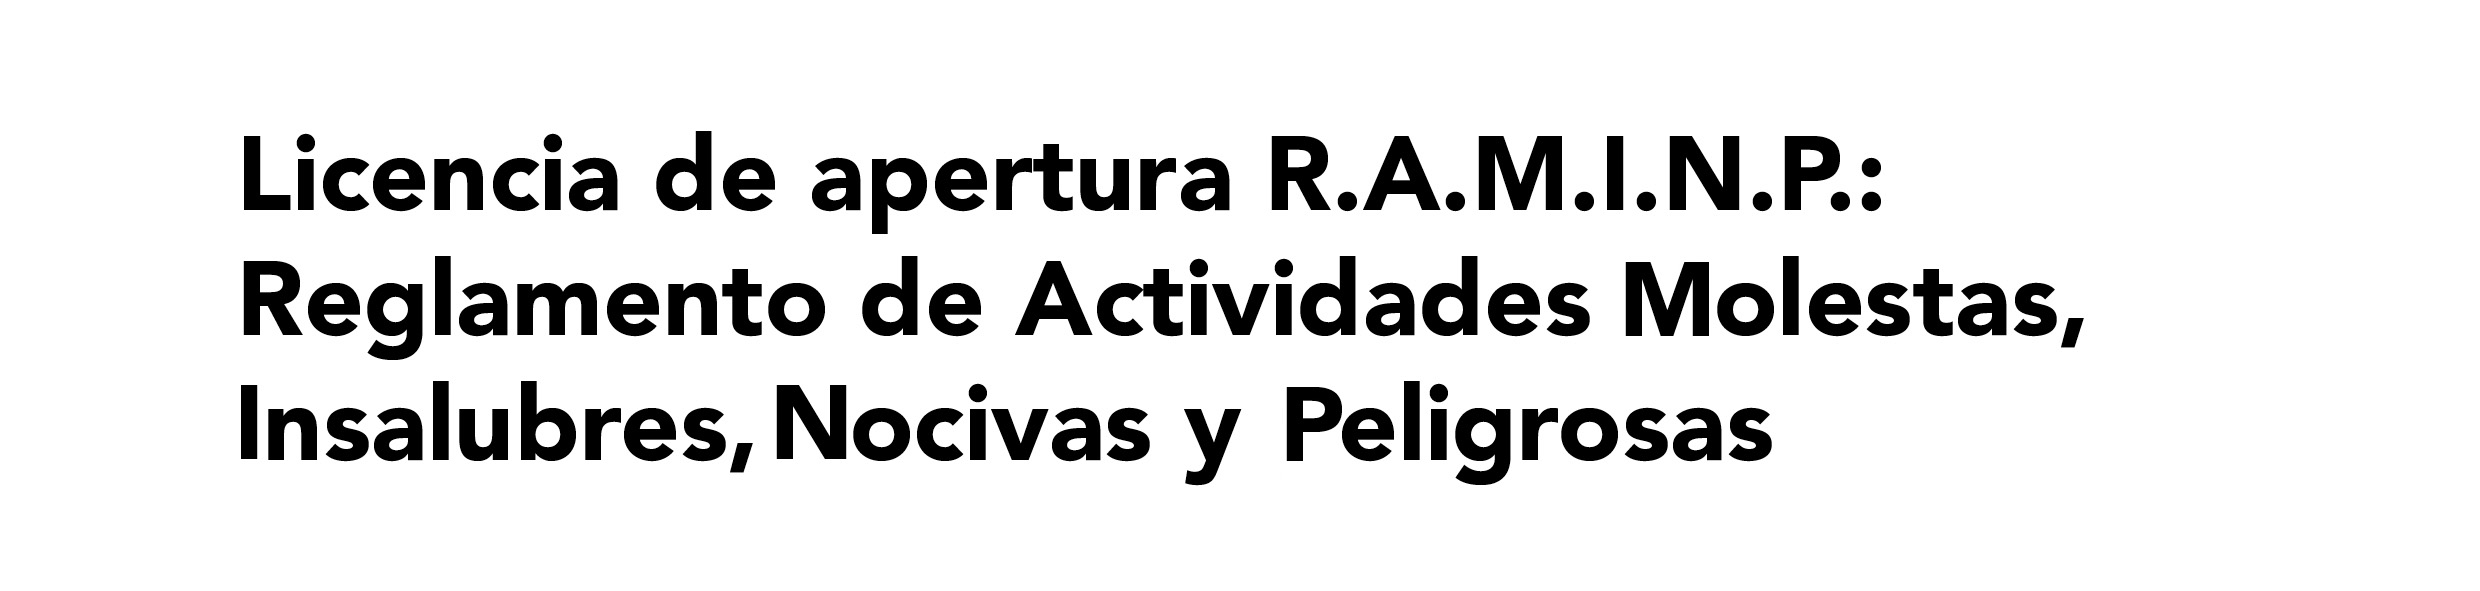 Licencia de apertura R.A.M.I.N.P.:
Reglamento de Actividades Molestas,
Insalubres, Nocivas y Peligrosas